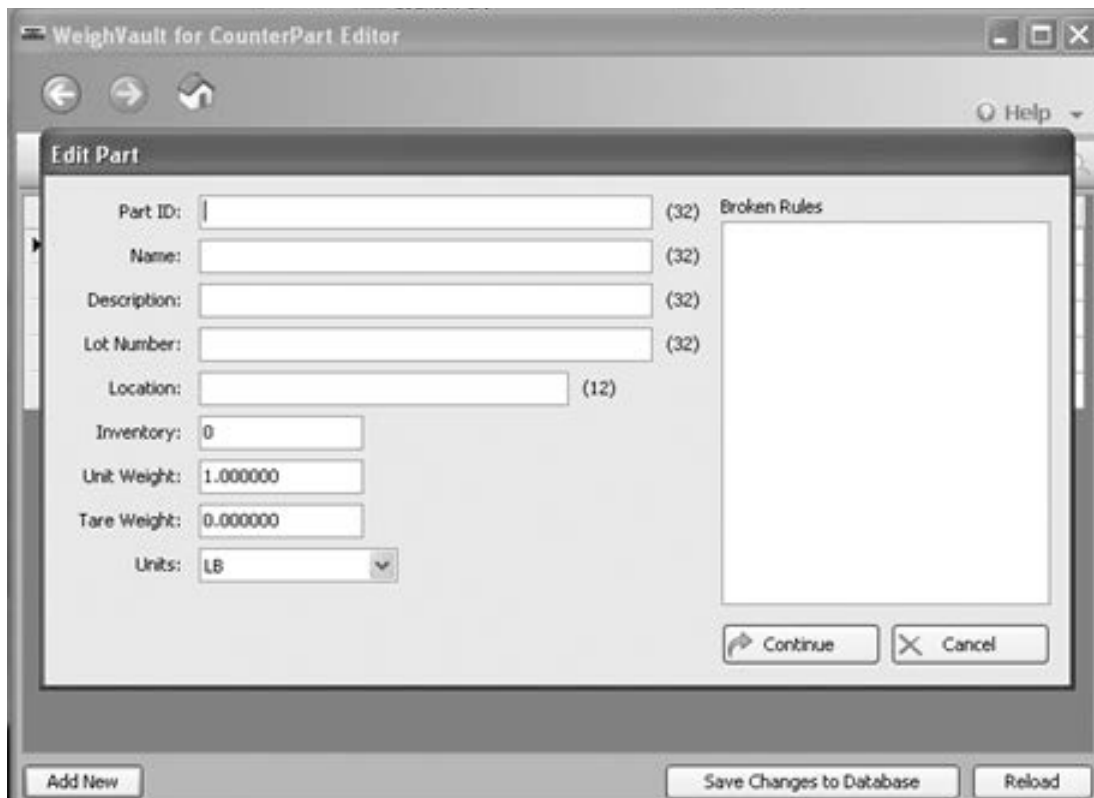 WeighVault for CounterPart Editor
Help
Edit Part
Part ID: (32)
Name: (32)
Description: (32)
Lot Number: (32)
Location: (12)
Inventory: 0
Unit Weight: 1.000000
Tare Weight: 0.000000
Units: LB
Broken Rules
Continue
Cancel
Add New
Save Changes to Database
Reload